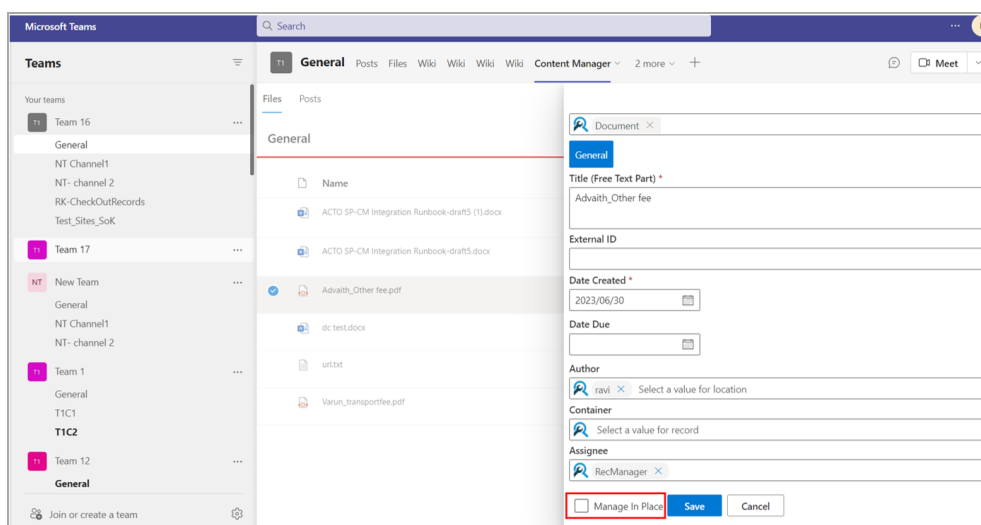 Microsoft Teams
Search
Teams
T1 General Posts Files Wiki Wiki Wiki Wiki Content Manager 2 more
Meet
Your teams
T1 Team 16
General
NT Channel1
NT- channel 2
RK-CheckOutRecords
Test_Sites_SoK
T1 Team 17
NT New Team
General
NT Channel1
NT- channel 2
T1 Team 1
General
T1C1
T1C2
T1 Team 12
General
Join or create a team
Files Posts
General
Name
ACTO SP-CM Integration Runbook-draft5 (1).docx
ACTO SP-CM Integration Runbook-draft5.docx
Advaith_Other fee.pdf
dc test.docx
url.txt
Varun_transportfee.pdf
Document
General
Title (Free Text Part) *
Advaith_Other fee
External ID
Date Created *
2023/06/30
Date Due
Author
ravi Select a value for location
Container
Select a value for record
Assignee
RecManager
Manage In Place Save Cancel